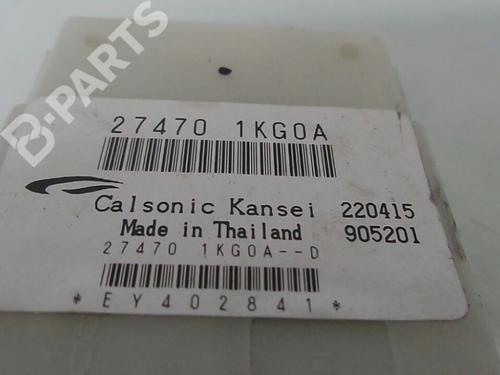 B-PARTS
27470 1KG0A
Calsonic Kansei 220415
Made in Thailand 905201
27470 1KG0A--D
*EY402841*